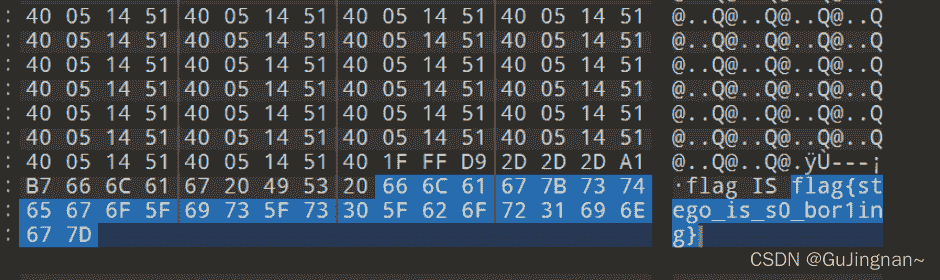 40 05 14 51 40 05 14 51 40 05 14 51 40 05 14 51 @..Q@..Q@..Q@..Q
: 40 05 14 51 40 05 14 51 40 05 14 51 40 05 14 51 @..Q@..Q@..Q@..Q
: 40 05 14 51 40 05 14 51 40 05 14 51 40 05 14 51 @..Q@..Q@..Q@..Q
: 40 05 14 51 40 05 14 51 40 05 14 51 40 05 14 51 @..Q@..Q@..Q@..Q
: 40 05 14 51 40 05 14 51 40 05 14 51 40 05 14 51 @..Q@..Q@..Q@..Q
: 40 05 14 51 40 05 14 51 40 05 14 51 40 05 14 51 @..Q@..Q@..Q@..Q
: 40 05 14 51 40 05 14 51 40 1F FF D9 2D 2D 2D A1 @..Q@..Q@.ÿÙ---¡
: B7 66 6C 61 67 20 49 53 20 66 6C 61 67 7B 73 74 ·flag IS flag{st
: 65 67 6F 5F 69 73 5F 73 30 5F 62 6F 72 31 69 6E ego_is_s0_bor1in
: 67 7D g}
CSDN @GuJingnan~